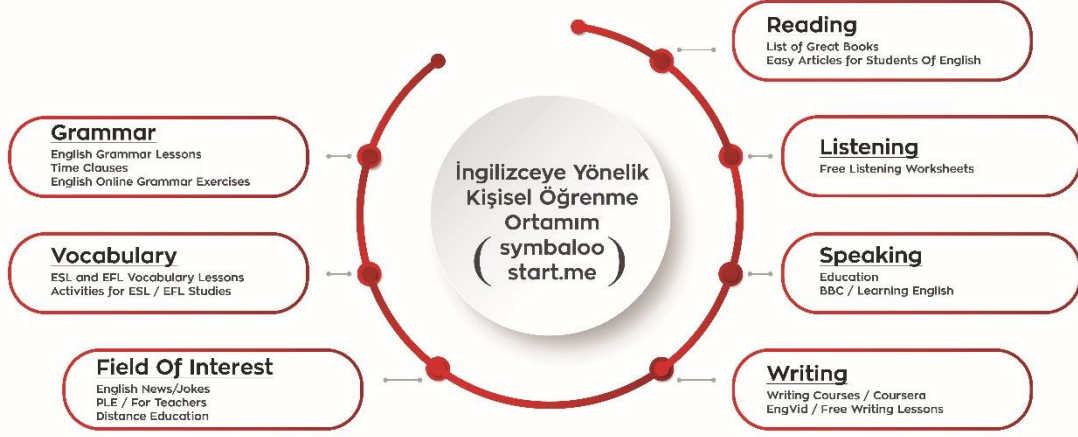 İngilizceye Yönelik
Kişisel Öğrenme
Ortamım
( symbaloo
start.me )
Grammar
English Grammar Lessons
Time Clauses
English Online Grammar Exercises
Vocabulary
ESL and EFL Vocabulary Lessons
Activities for ESL / EFL Studies
Field Of Interest
English News/Jokes
PLE / For Teachers
Distance Education
Reading
List of Great Books
Easy Articles for Students Of English
Listening
Free Listening Worksheets
Speaking
Education
BBC / Learning English
Writing
Writing Courses / Coursera
EngVid / Free Writing Lessons